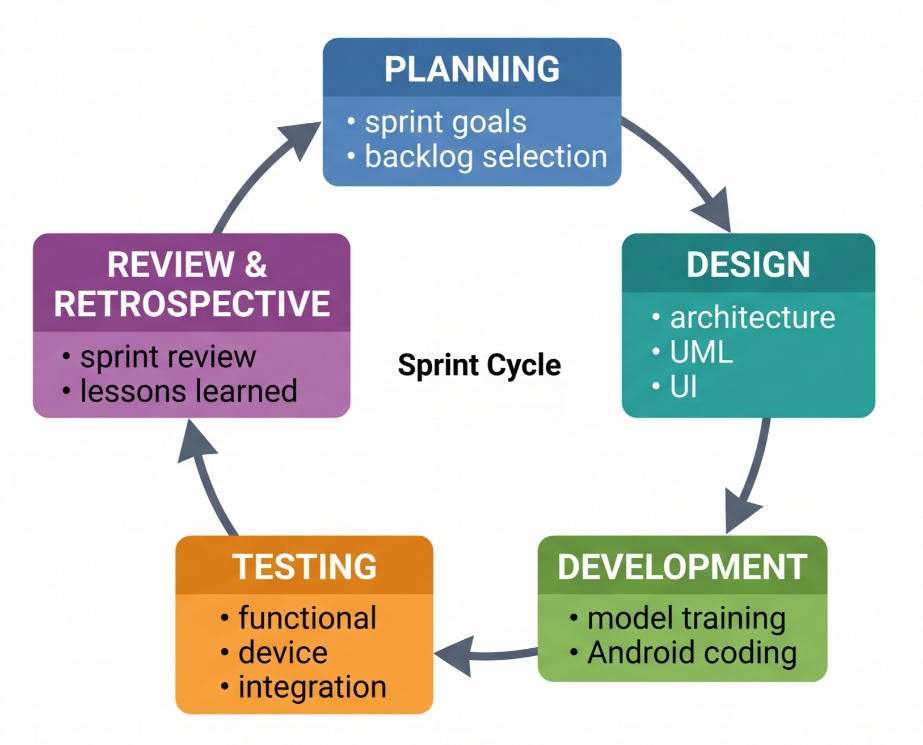 PLANNING
• sprint goals
• backlog selection
DESIGN
• architecture
• UML
• UI
DEVELOPMENT
• model training
• Android coding
TESTING
• functional
• device
• integration
REVIEW &
RETROSPECTIVE
• sprint review
• lessons learned
Sprint Cycle